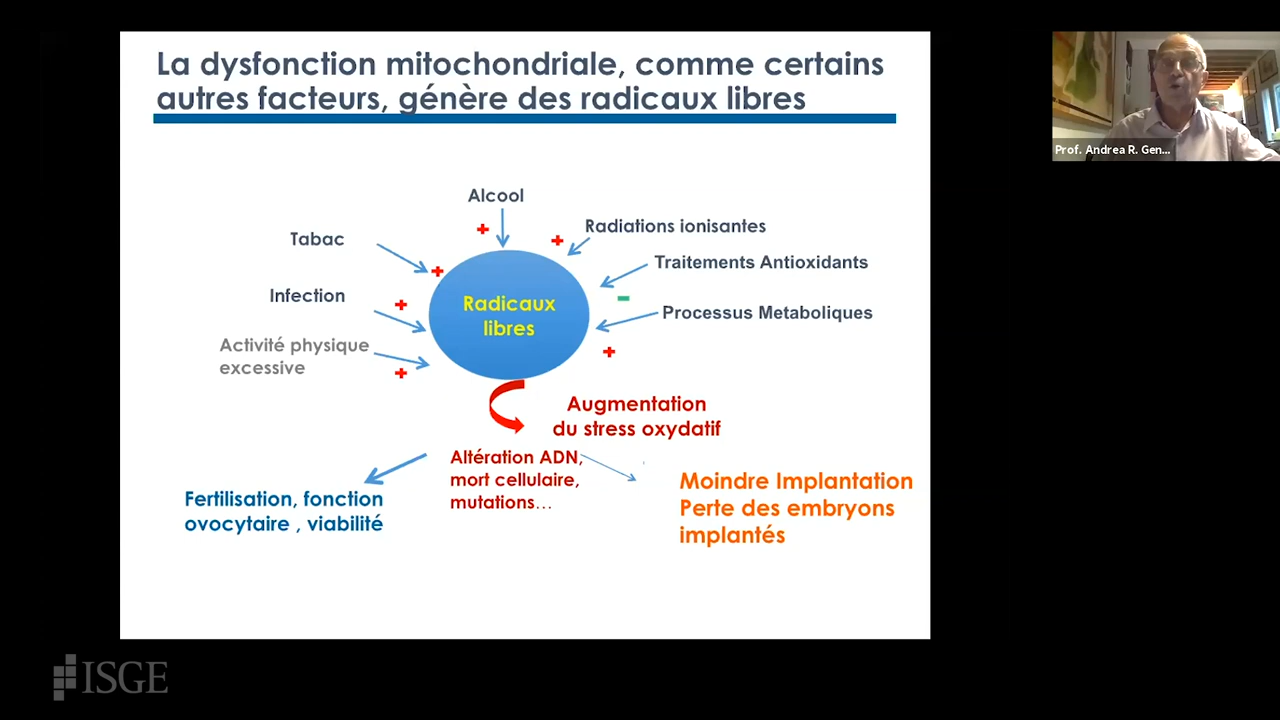 La dysfonction mitochondriale, comme certains
autres facteurs, génère des radicaux libres
Prof. Andrea R. Gen...
Alcool
Radiations ionisantes
Tabac
Traitements Antioxidants
Infection
Radicaux
libres
Processus Metaboliques
Activité physique
excessive
Augmentation
du stress oxydatif
Altération ADN,
mort cellulaire,
mutations...
Moindre Implantation
Perte des embryons
implantés
Fertilisation, fonction
ovocytaire , viabilité
ISGE